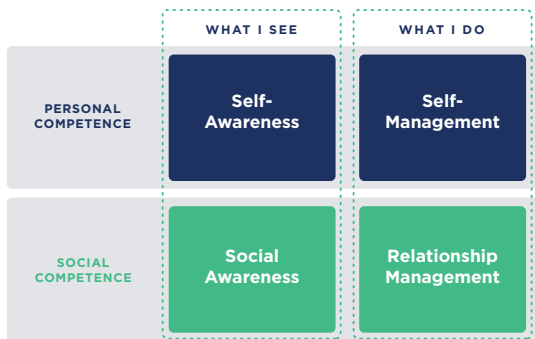 WHAT I SEE
WHAT I DO
PERSONAL
COMPETENCE
Self-
Awareness
Self-
Management
SOCIAL
COMPETENCE
Social
Awareness
Relationship
Management